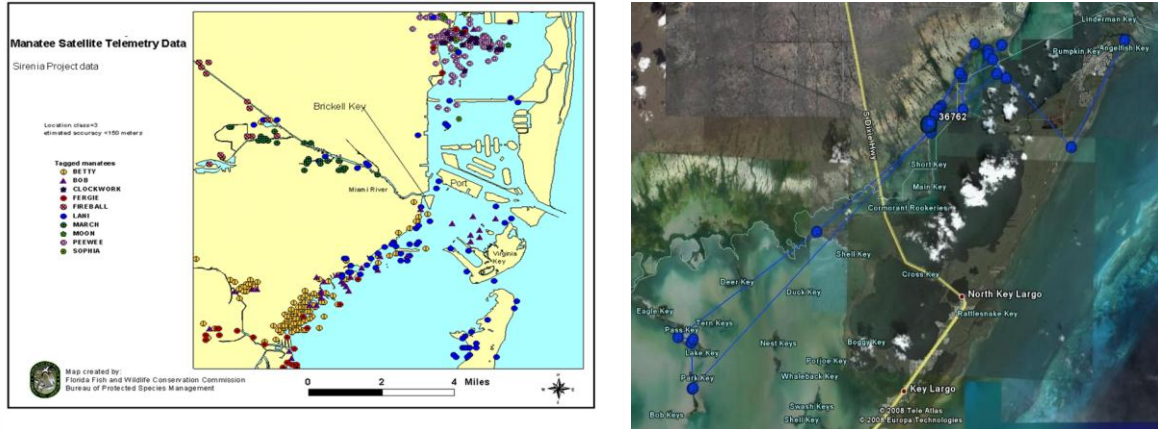 Manatee Satellite Telemetry Data
Sirenia Project data
Location class=3
etimated accuracy <150 meters
Tagged manatees
BETTY
BOB
CLOCKWORK
FERGIE
FIREBALL
LANI
MARCH
MOON
PEEWEE
SOPHIA
Brickell Key
Miami River
Port
Virginia
Key
Map created by:
Florida Fish and Wildlife Conservation Commission
Bureau of Protected Species Management
0 2 4 Miles
Linderman Key
Pumpkin Key
Angelfish Key
36762
S Dixie Hwy
Short Key
Main Key
Cormorant Rookeries
Shell Key
Cross Key
Deer Key
Duck Key
North Key Largo
Rattlesnake Key
Eagle Key
Tern Keys
Pass Key
Lake Key
Nest Keys
Boggy Key
Porjoe Key
Whaleback Key
Park Key
Key Largo
Bob Keys
Swash Keys
Shell Key
© 2008 Tele Atlas
© 2008 Europa Technologies